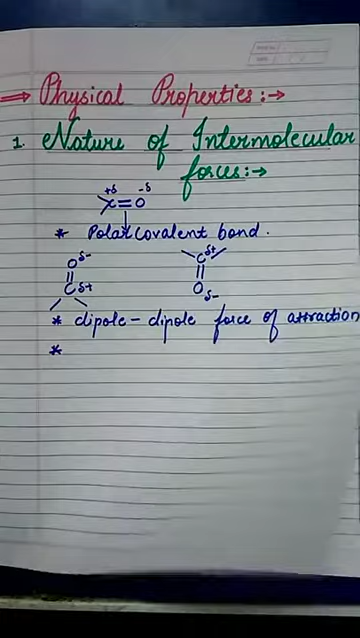 ⇒ Physical Properties:→
1. Nature of Intermolecular
forces:→
+δ -δ
C=O
* Polar covalent bond.
O δ- C δ+
|| ||
C δ+ O δ-
* dipole - dipole force of attraction
*